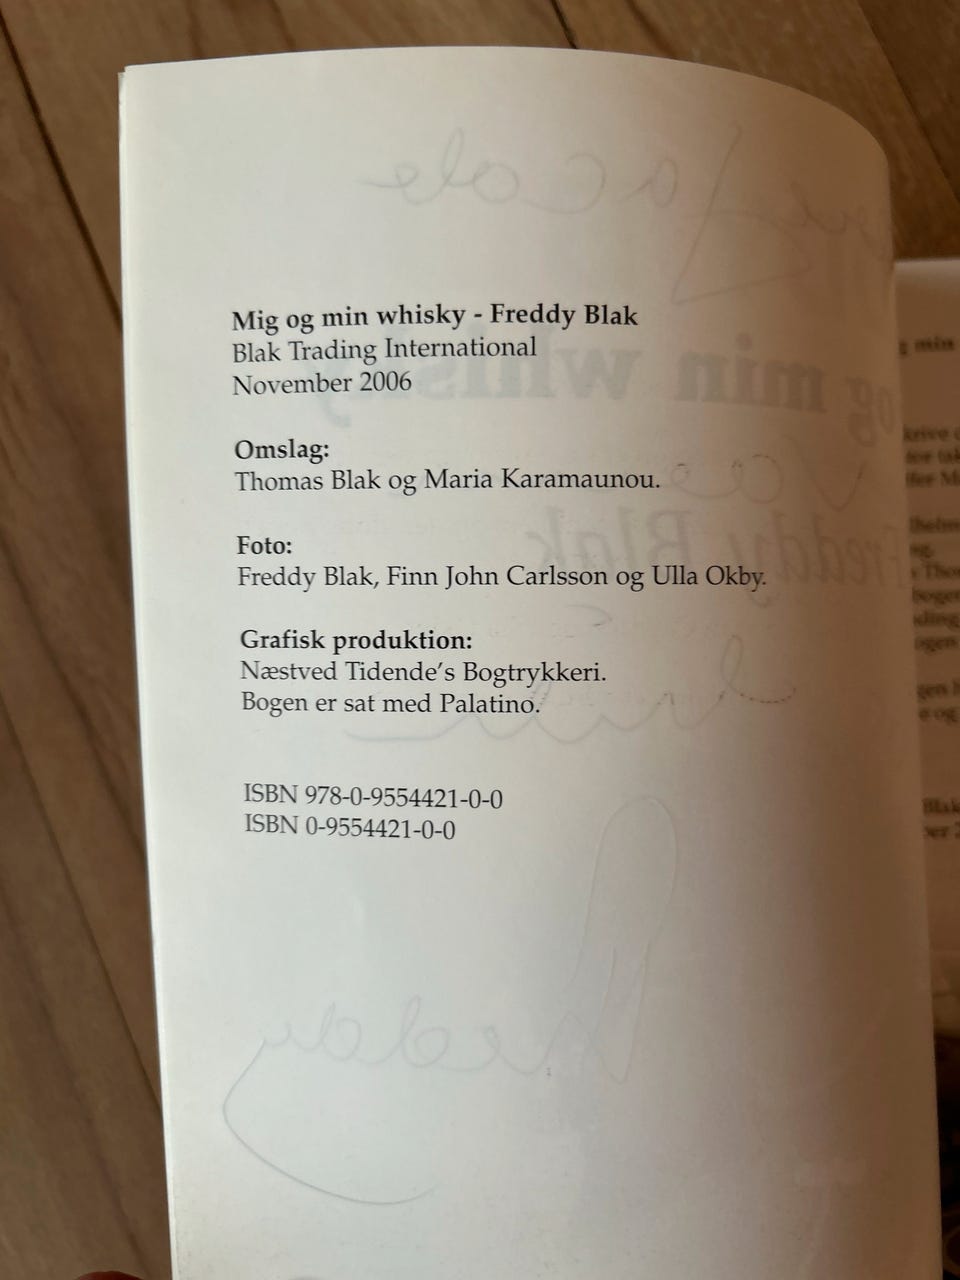 Mig og min whisky - Freddy Blak
Blak Trading International
November 2006
Omslag:
Thomas Blak og Maria Karamaunou.
Foto:
Freddy Blak, Finn John Carlsson og Ulla Okby.
Grafisk produktion:
Næstved Tidende's Bogtrykkeri.
Bogen er sat med Palatino.
ISBN 978-0-9554421-0-0
ISBN 0-9554421-0-0